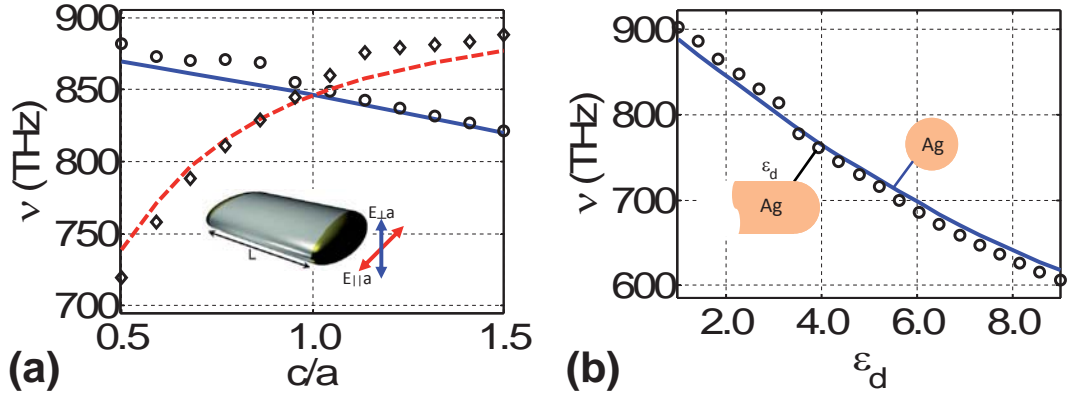 900
850
800
750
700
ν (THz)
0.5
1.0
1.5
c/a
E⊥a
E||a
L
(a)
900
800
700
600
ν (THz)
2.0
4.0
6.0
8.0
ε_d
ε_d
Ag
Ag
(b)